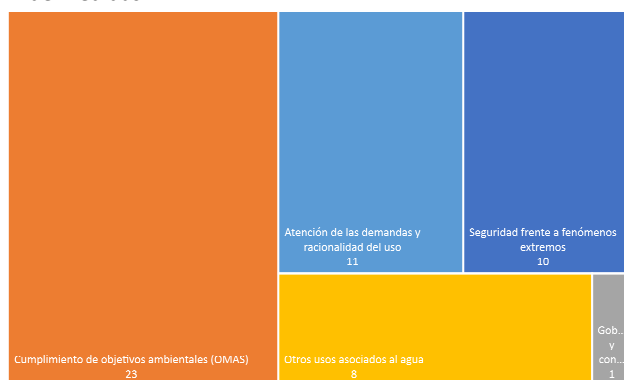 Atención de las demandas y
racionalidad del uso
11
Seguridad frente a fenómenos
extremos
10
Cumplimiento de objetivos ambientales (OMAS)
23
Otros usos asociados al agua
8
Gob...
y
con...
1